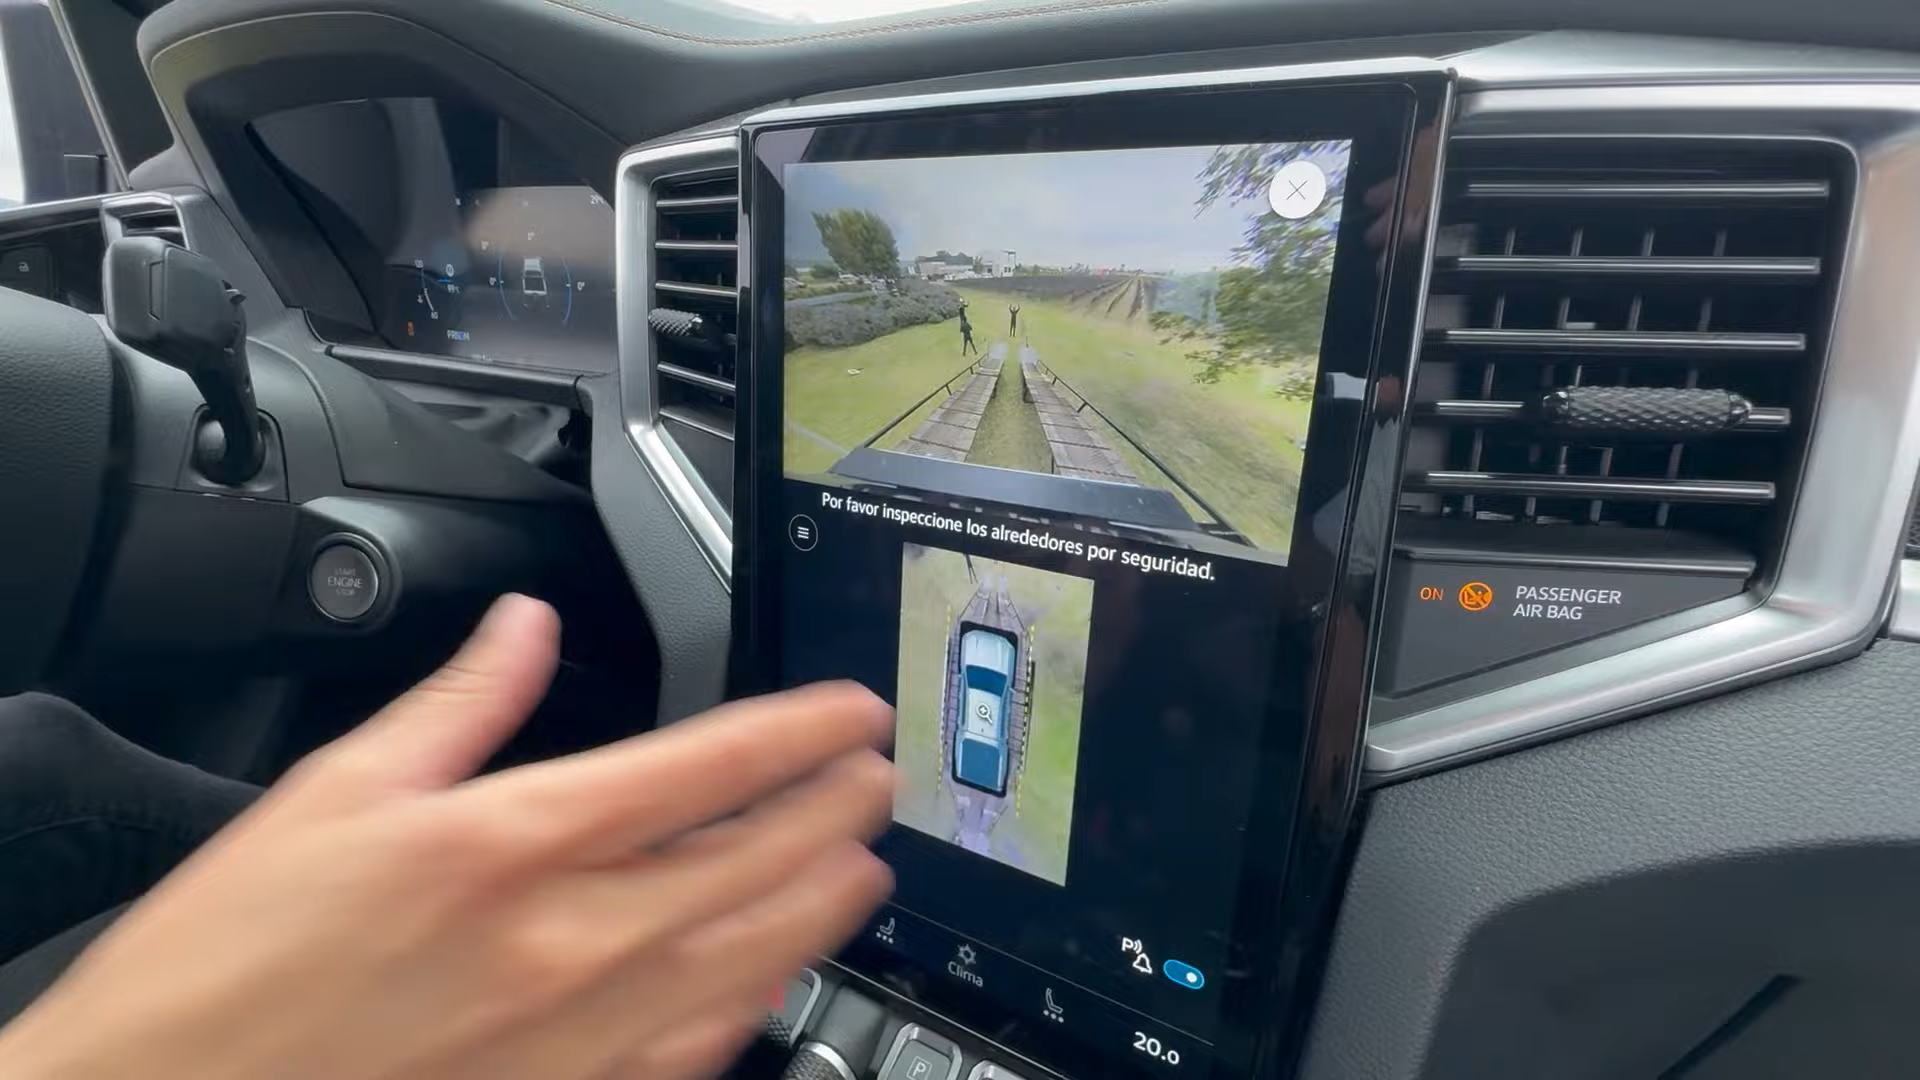 Por favor inspeccione los alrededores por seguridad.
START
ENGINE
STOP
ON
PASSENGER
AIR BAG
P
Clima
20.0
P